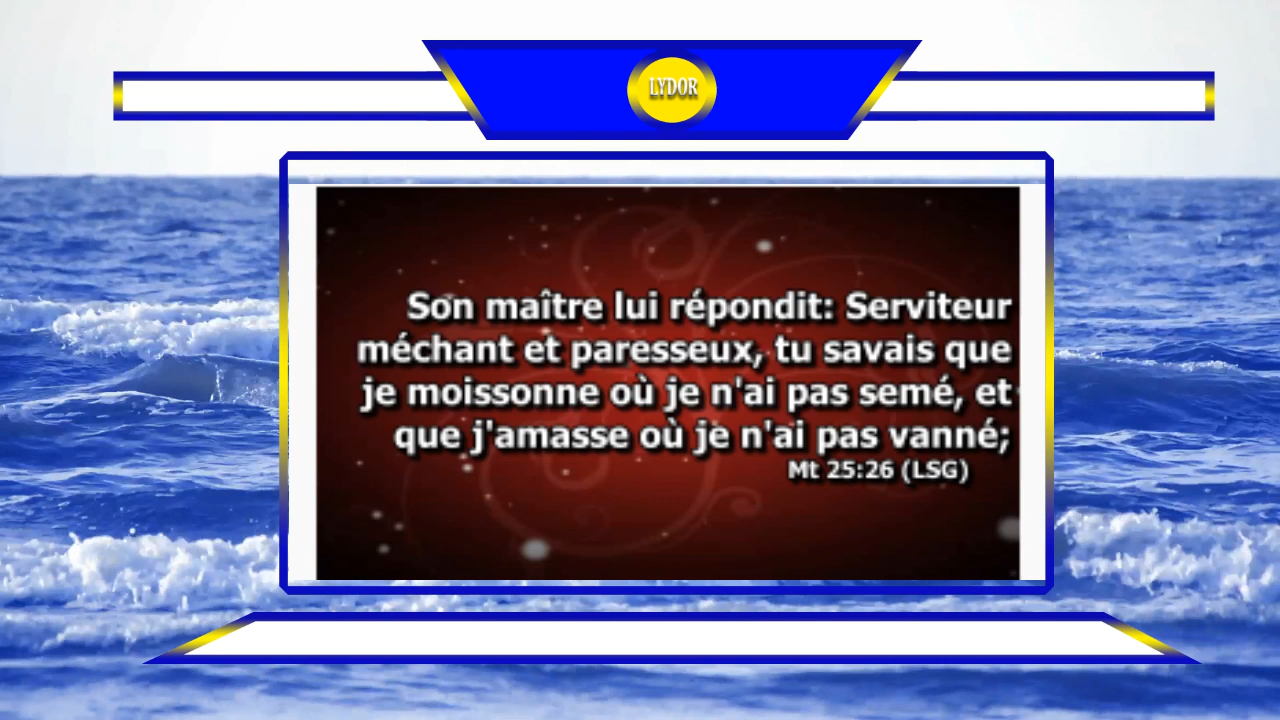 LYDOR
Son maître lui répondit: Serviteur
méchant et paresseux, tu savais que
je moissonne où je n'ai pas semé, et
que j'amasse où je n'ai pas vanné;
Mt 25:26 (LSG)